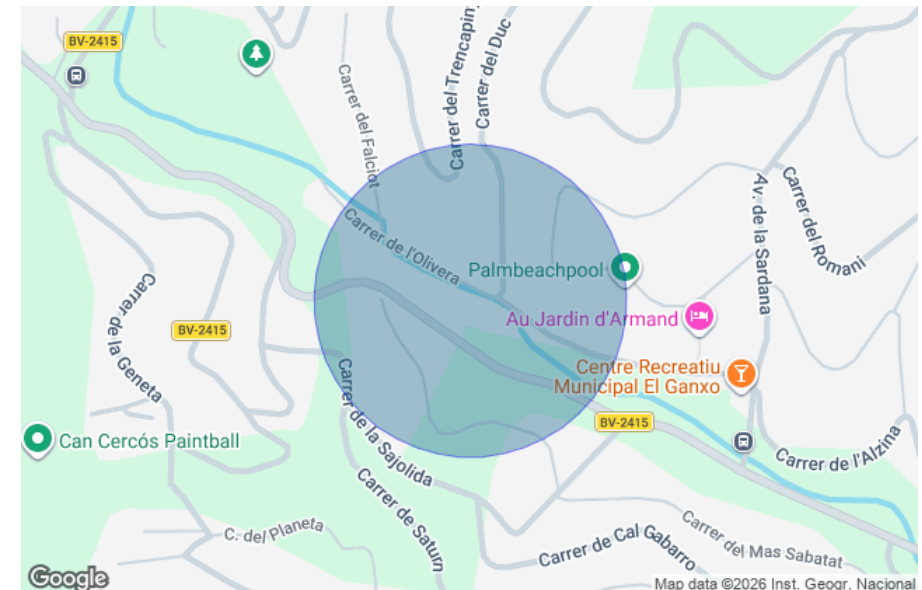 BV-2415
Carrer del Falciot
Carrer del Trencapiny
Carrer del Duc
Carrer de l'Olivera
Palmbeachpool
Av. de la Sardana
Carrer del Romaní
Au Jardin d'Armand
Carrer de la Geneta
BV-2415
Centre Recreatiu
Municipal El Ganxo
BV-2415
Can Cercós Paintball
Carrer de la Sajolida
Carrer de l'Alzina
Carrer de Saturn
C. del Planeta
Carrer de Cal Gabarro
Carrer del Mas Sabatat
Google
Map data ©2026 Inst. Geogr. Nacional